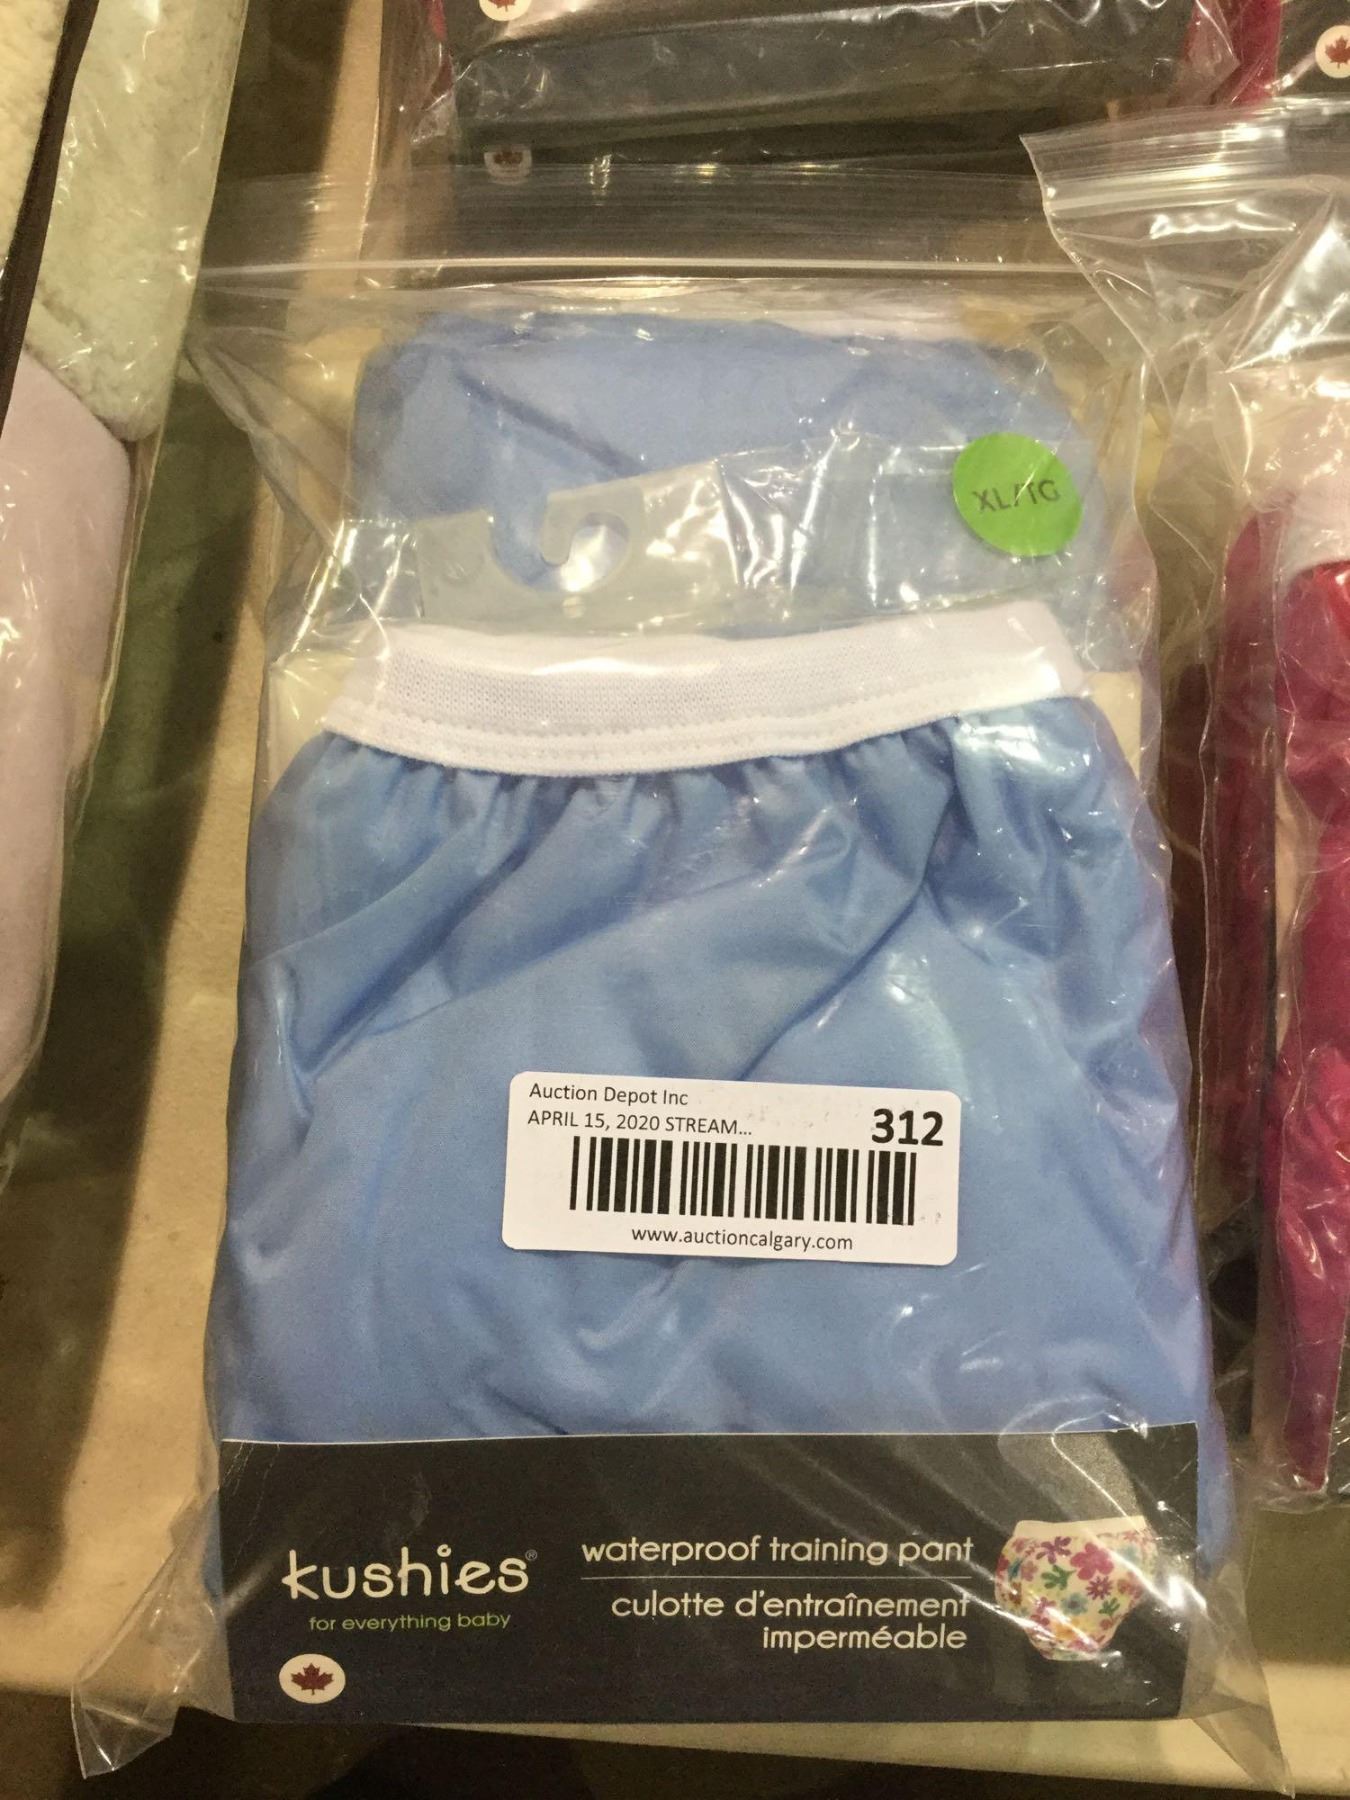 XL/TG
Auction Depot Inc
APRIL 15, 2020 STREAM...
312
www.auctioncalgary.com
kushies®
for everything baby
waterproof training pant
culotte d'entraînement
imperméable